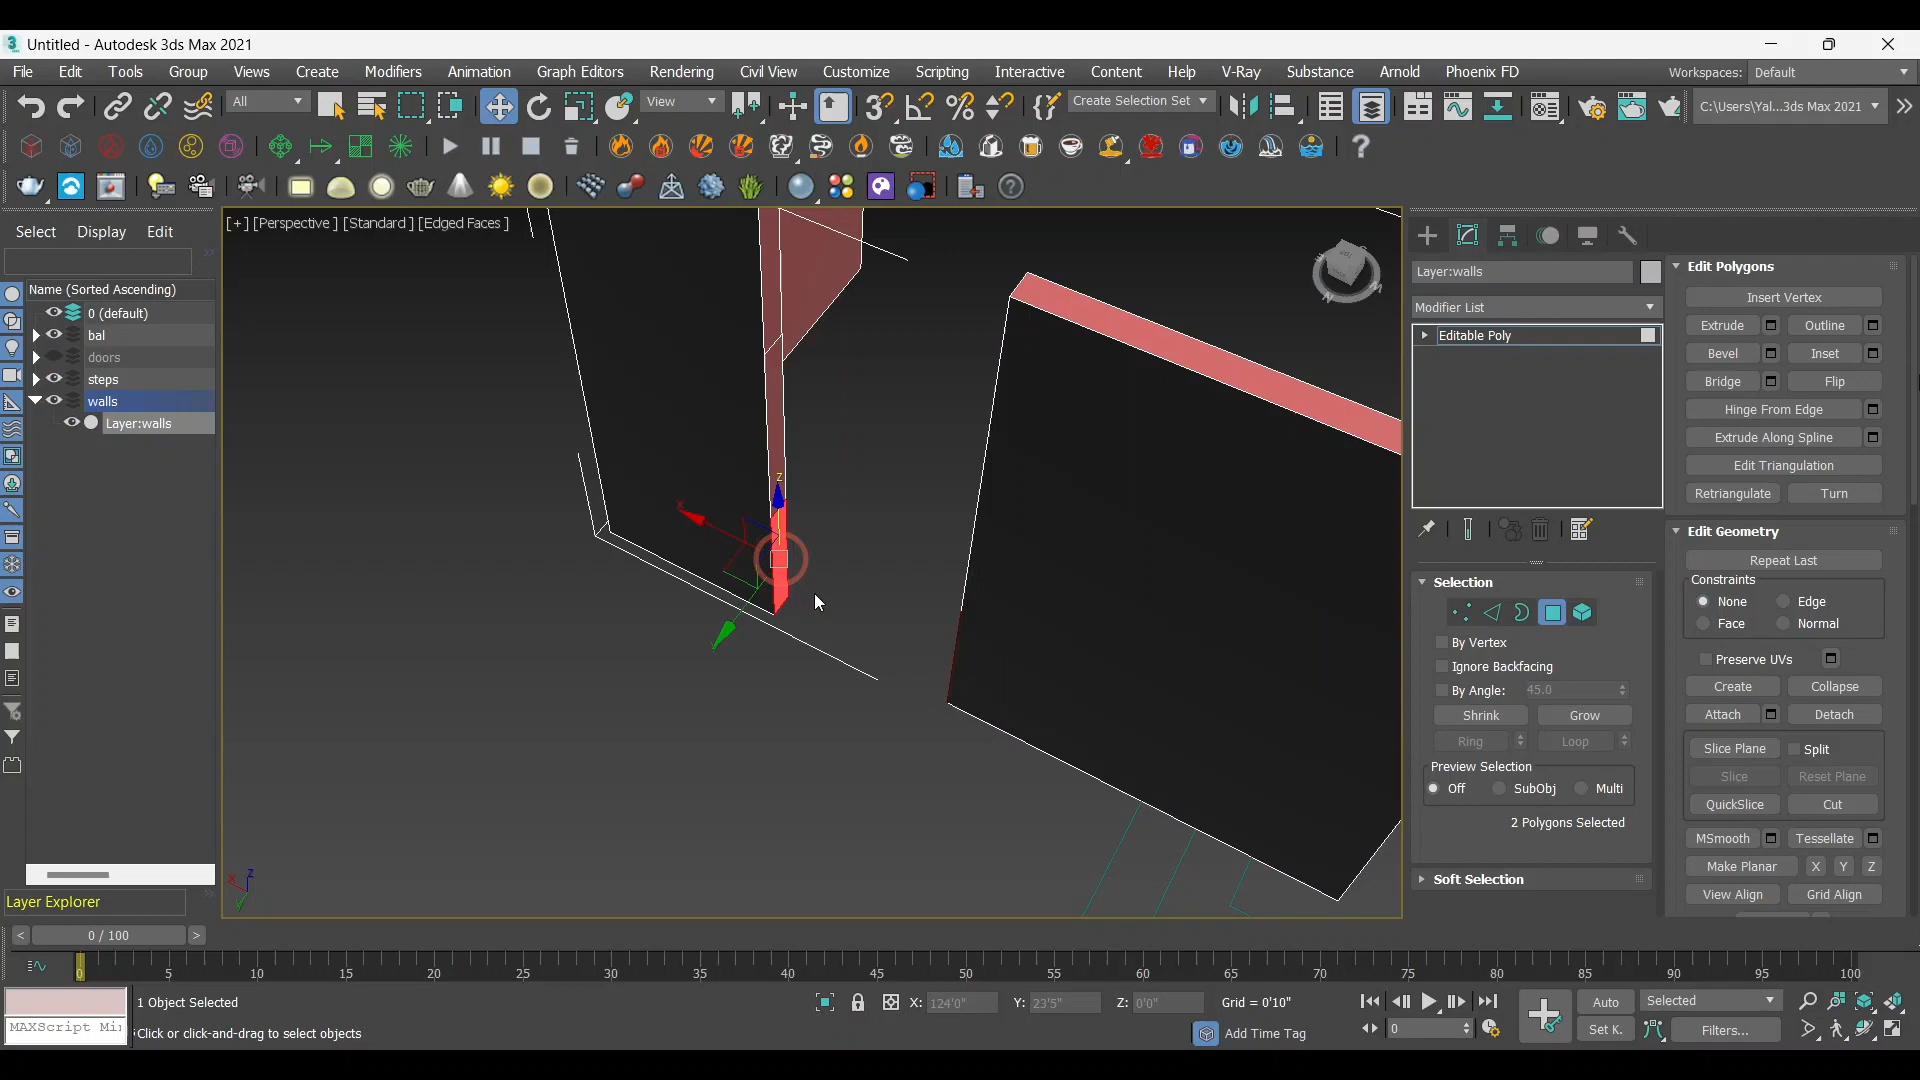 Untitled - Autodesk 3ds Max 2021
File Edit Tools Group Views Create Modifiers Animation Graph Editors Rendering Civil View Customize Scripting Interactive Content Help V-Ray Substance Arnold Phoenix FD Workspaces: Default
All View Create Selection Set C:\Users\Yal...3ds Max 2021
Select Display Edit
Name (Sorted Ascending)
0 (default)
bal
doors
steps
walls
Layer:walls
Layer Explorer
[+] [Perspective] [Standard] [Edged Faces]
x
z
x
z
y
Layer:walls
Modifier List
Editable Poly
Selection
By Vertex
Ignore Backfacing
By Angle: 45.0
Shrink Grow
Ring Loop
Preview Selection
Off SubObj Multi
2 Polygons Selected
Soft Selection
Edit Polygons
Insert Vertex
Extrude Outline
Bevel Inset
Bridge Flip
Hinge From Edge
Extrude Along Spline
Edit Triangulation
Retriangulate Turn
Edit Geometry
Repeat Last
Constraints
None Edge
Face Normal
Preserve UVs
Create Collapse
Attach Detach
Slice Plane Split
Slice Reset Plane
QuickSlice Cut
MSmooth Tessellate
Make Planar X Y Z
View Align Grid Align
< 0 / 100 >
0 5 10 15 20 25 30 35 40 45 50 55 60 65 70 75 80 85 90 95 100
1 Object Selected
X: 124'0" Y: 23'5" Z: 0'0" Grid = 0'10"
Auto Selected
MAXScript Mi
Click or click-and-drag to select objects
Add Time Tag
0
Set K. Filters...